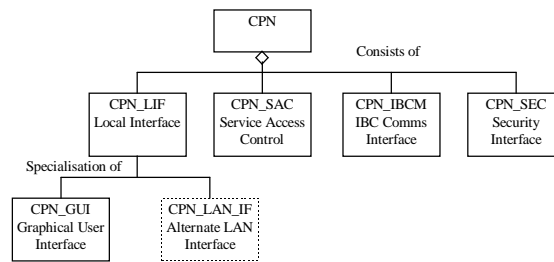 CPN
Consists of
CPN_LIF
Local Interface
CPN_SAC
Service Access
Control
CPN_IBCM
IBC Comms
Interface
CPN_SEC
Security
Interface
Specialisation of
CPN_GUI
Graphical User
Interface
CPN_LAN_IF
Alternate LAN
Interface